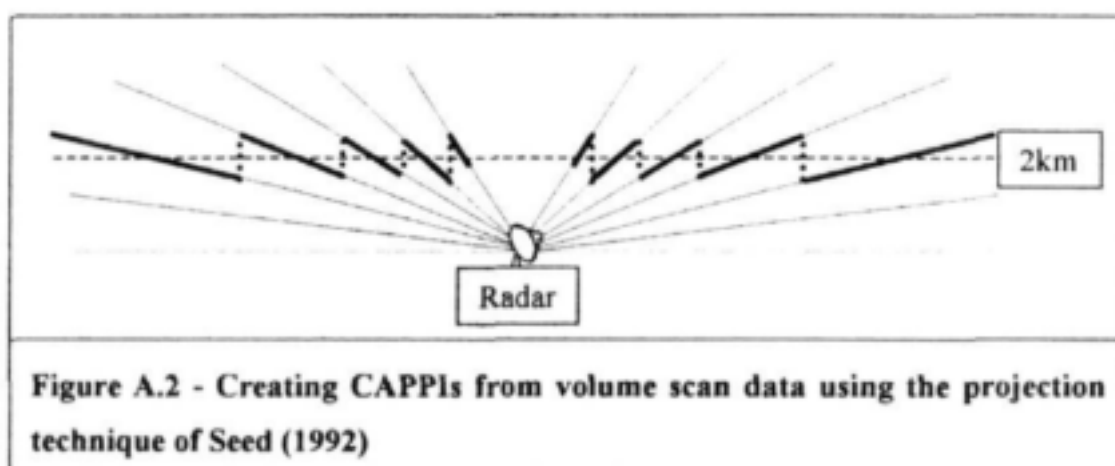 2km
Radar
Figure A.2 - Creating CAPPIs from volume scan data using the projection
technique of Seed (1992)